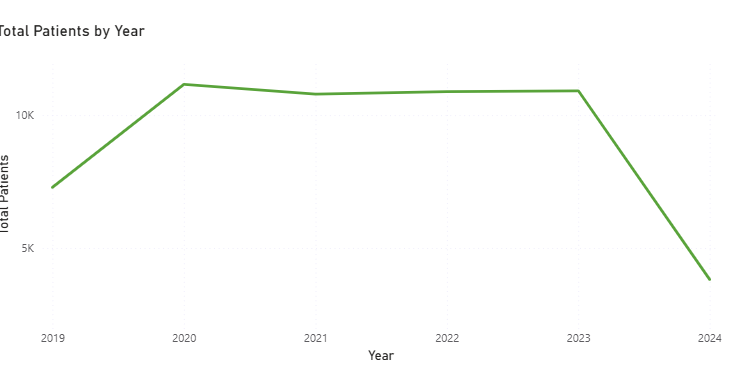 Total Patients by Year
10K
5K
Total Patients
2019 2020 2021 2022 2023 2024
Year